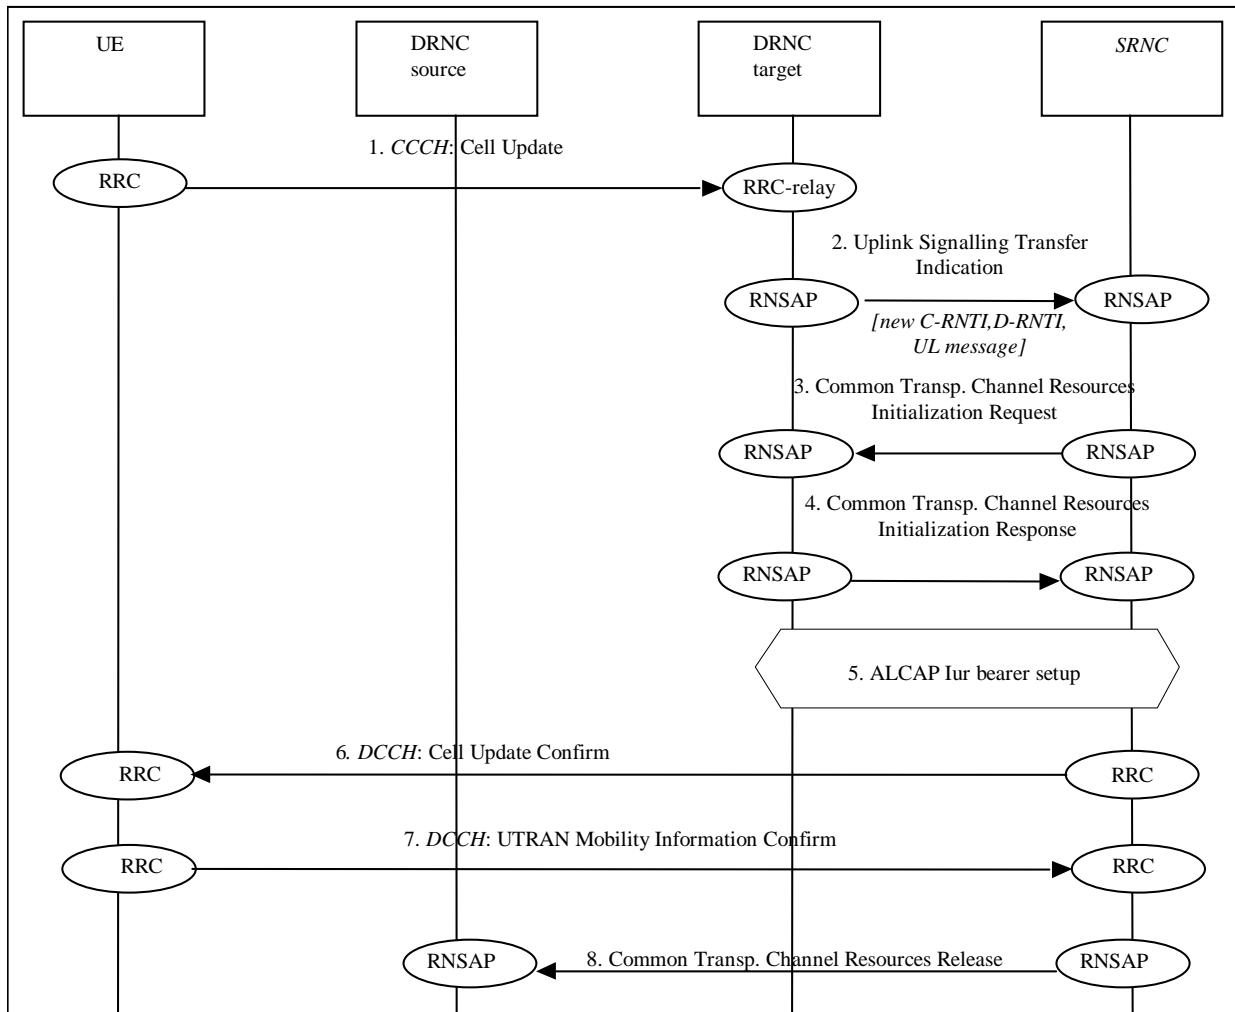 UE
DRNC
source
DRNC
target
SRNC
1. CCCH: Cell Update
RRC
RRC-relay
2. Uplink Signalling Transfer
Indication
RNSAP
RNSAP
[new C-RNTI,D-RNTI,
UL message]
3. Common Transp. Channel Resources
Initialization Request
RNSAP
RNSAP
4. Common Transp. Channel Resources
Initialization Response
RNSAP
RNSAP
5. ALCAP Iur bearer setup
6. DCCH: Cell Update Confirm
RRC
RRC
7. DCCH: UTRAN Mobility Information Confirm
RRC
RRC
8. Common Transp. Channel Resources Release
RNSAP
RNSAP